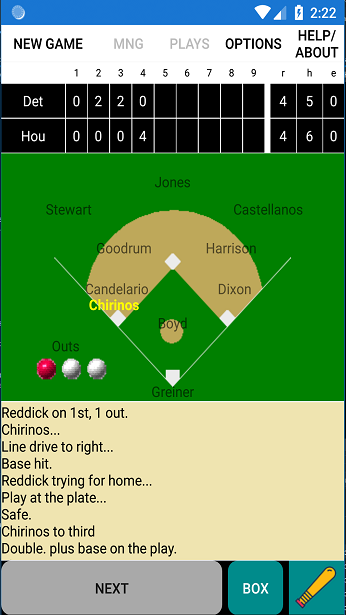 2:22
NEW GAME MNG PLAYS OPTIONS HELP/
ABOUT
1 2 3 4 5 6 7 8 9 r h e
Det 0 2 2 0 4 5 0
Hou 0 0 0 4 4 6 0
Jones
Stewart Castellanos
Goodrum Harrison
Candelario Dixon
Chirinos
Boyd
Outs
Greiner
Reddick on 1st, 1 out.
Chirinos...
Line drive to right...
Base hit.
Reddick trying for home...
Play at the plate...
Safe.
Chirinos to third
Double. plus base on the play.
NEXT BOX